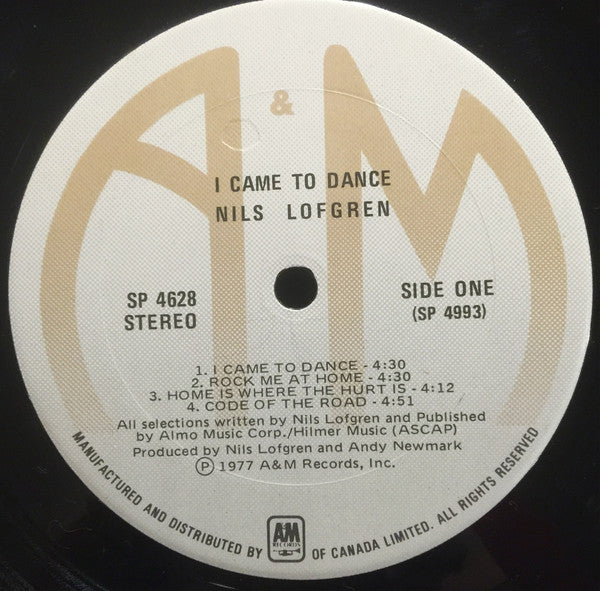 A & M
I CAME TO DANCE
NILS LOFGREN
SP 4628
STEREO
SIDE ONE
(SP 4993)
1. I CAME TO DANCE - 4:30
2. ROCK ME AT HOME - 4:30
3. HOME IS WHERE THE HURT IS - 4:12
4. CODE OF THE ROAD - 4:51
All selections written by Nils Lofgren and Published
by Almo Music Corp./Hilmer Music (ASCAP)
Produced by Nils Lofgren and Andy Newmark
℗ 1977 A&M Records, Inc.
MANUFACTURED AND DISTRIBUTED BY A&M RECORDS OF CANADA LIMITED. ALL RIGHTS RESERVED